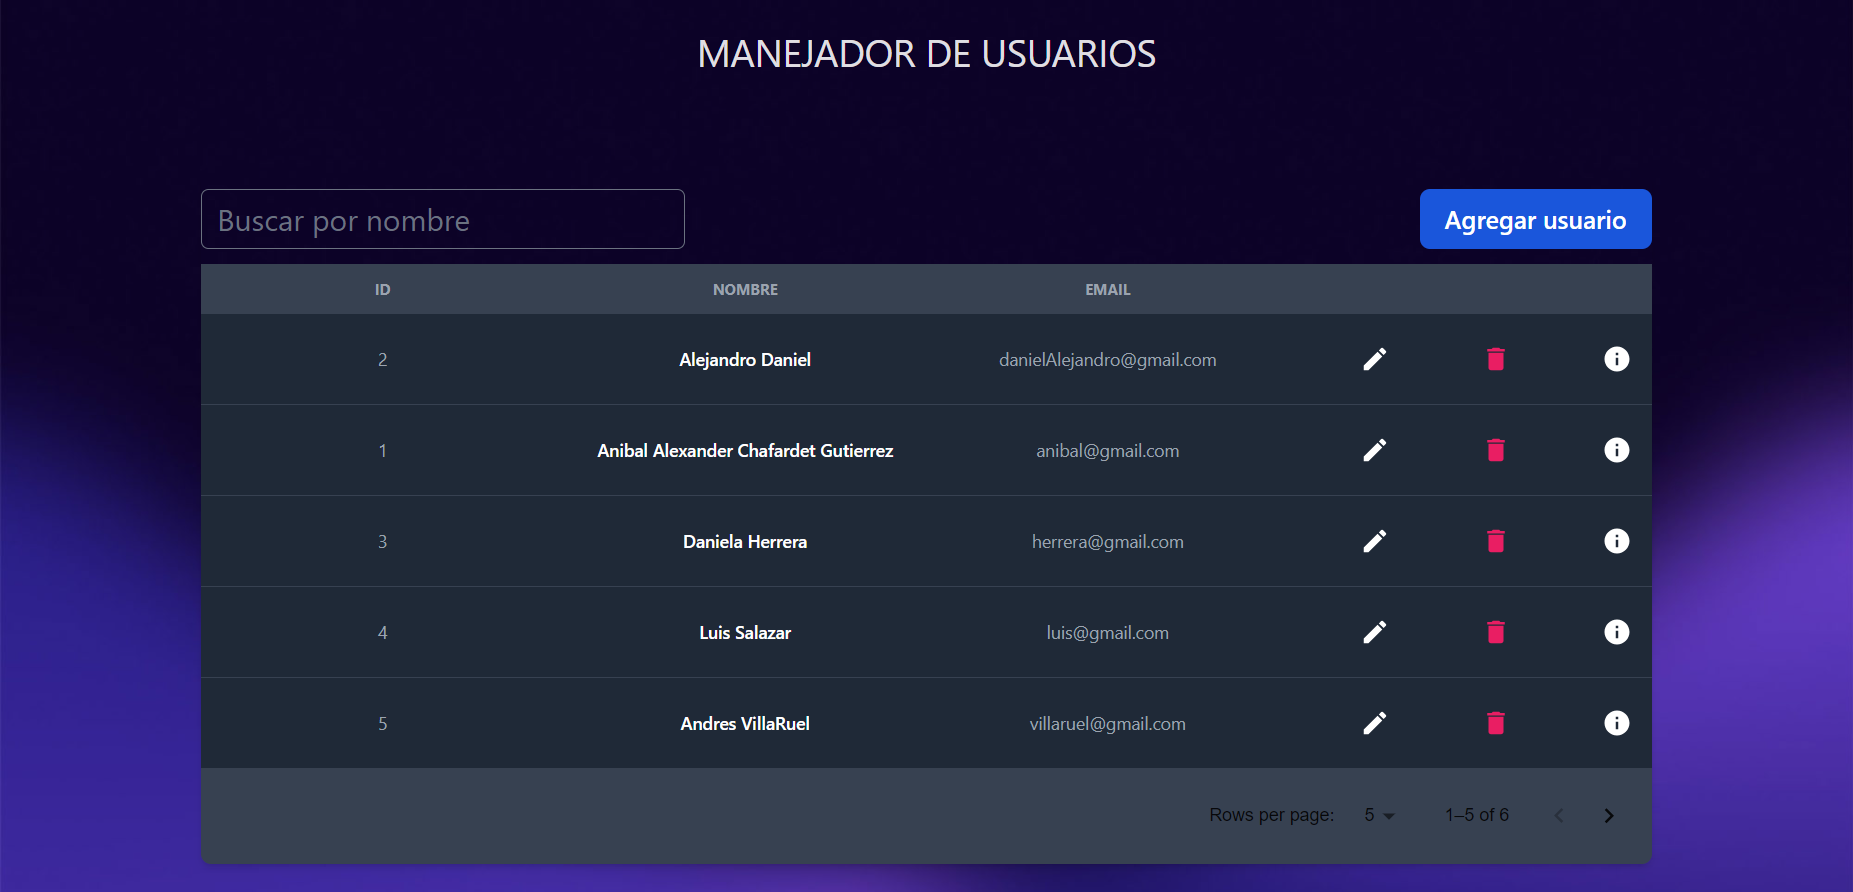 MANEJADOR DE USUARIOS
Buscar por nombre
Agregar usuario
ID NOMBRE EMAIL
2 Alejandro Daniel danielAlejandro@gmail.com
1 Anibal Alexander Chafardet Gutierrez anibal@gmail.com
3 Daniela Herrera herrera@gmail.com
4 Luis Salazar luis@gmail.com
5 Andres VillaRuel villaruel@gmail.com
Rows per page: 5 1–5 of 6